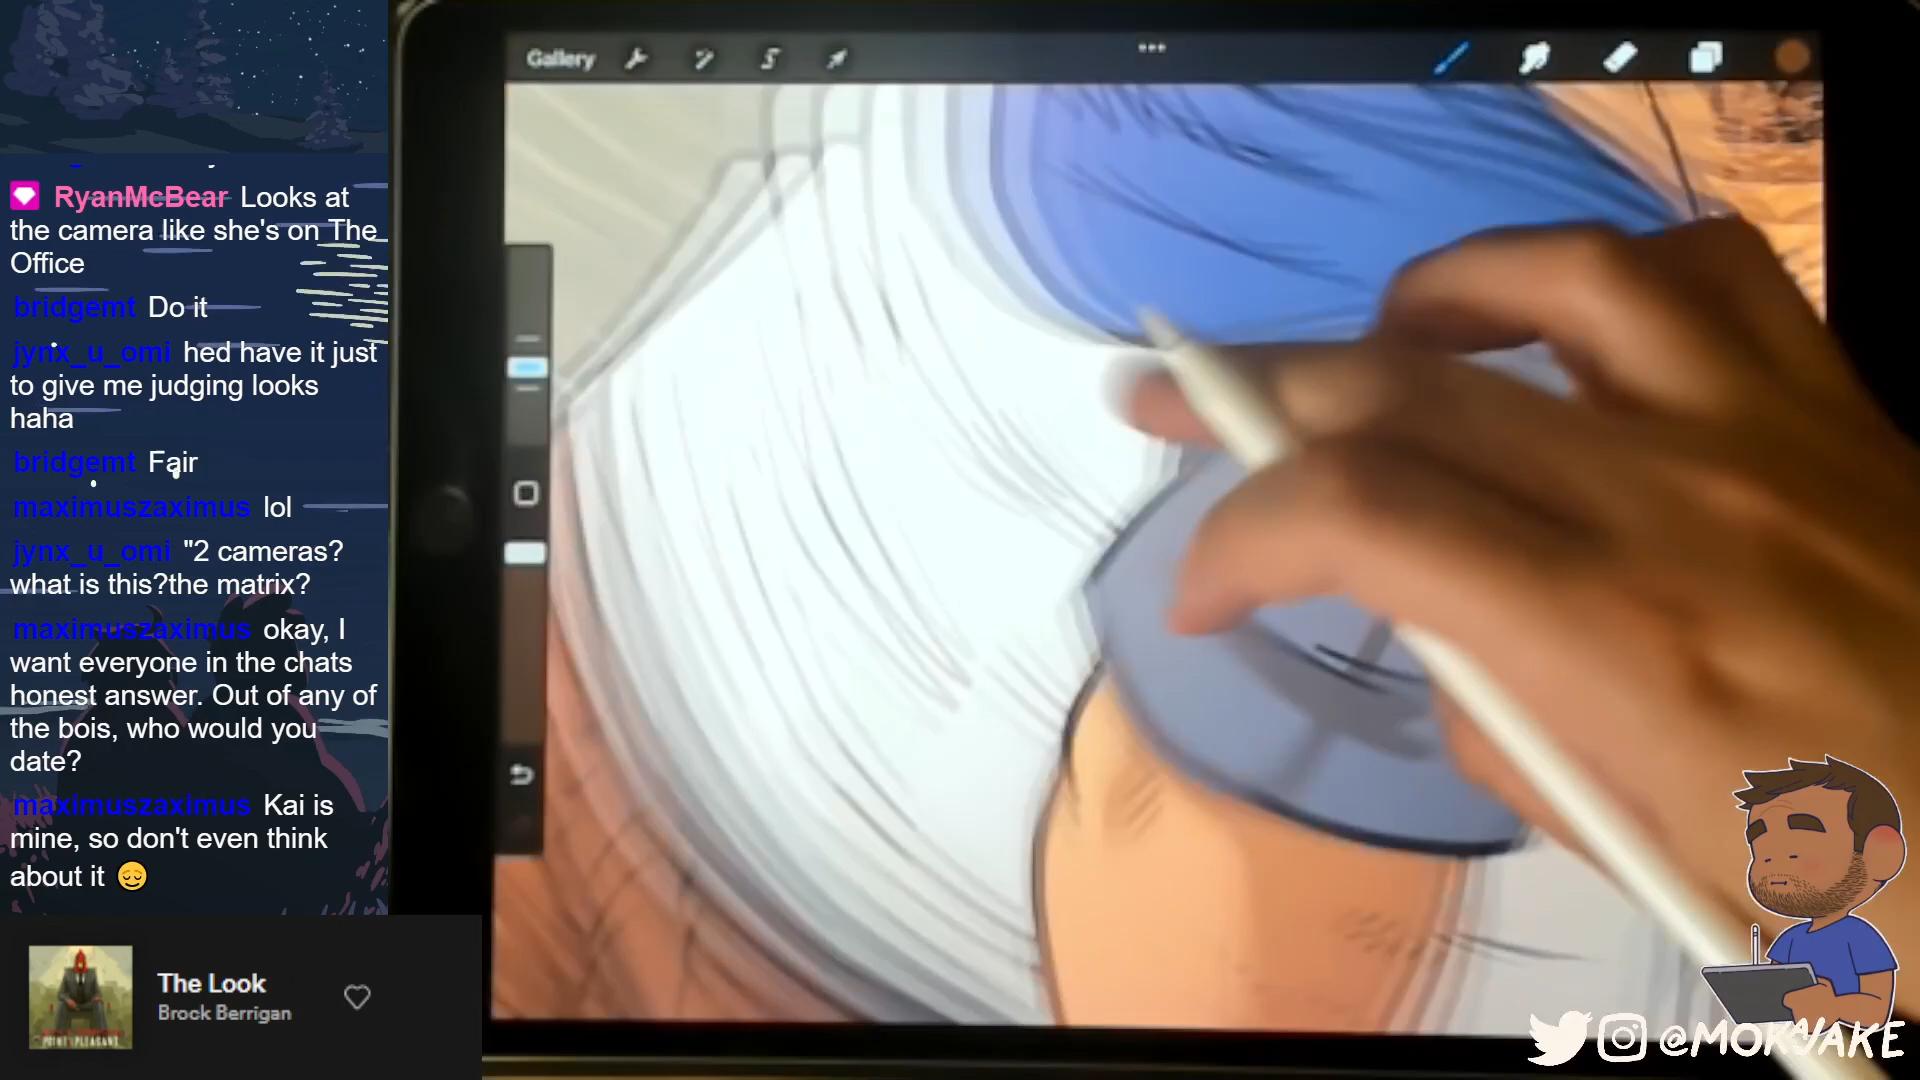 Gallery
RyanMcBear Looks at
the camera like she's on The
Office
bridgemt Do it
jynx_u_omi hed have it just
to give me judging looks
haha
bridgemt Fair
maximuszaximus lol
jynx_u_omi "2 cameras?
what is this?the matrix?
maximuszaximus okay, I
want everyone in the chats
honest answer. Out of any of
the bois, who would you
date?
maximuszaximus Kai is
mine, so don't even think
about it 😌
The Look
Brock Berrigan
POINT PLEASANT
@MOKYJAKE